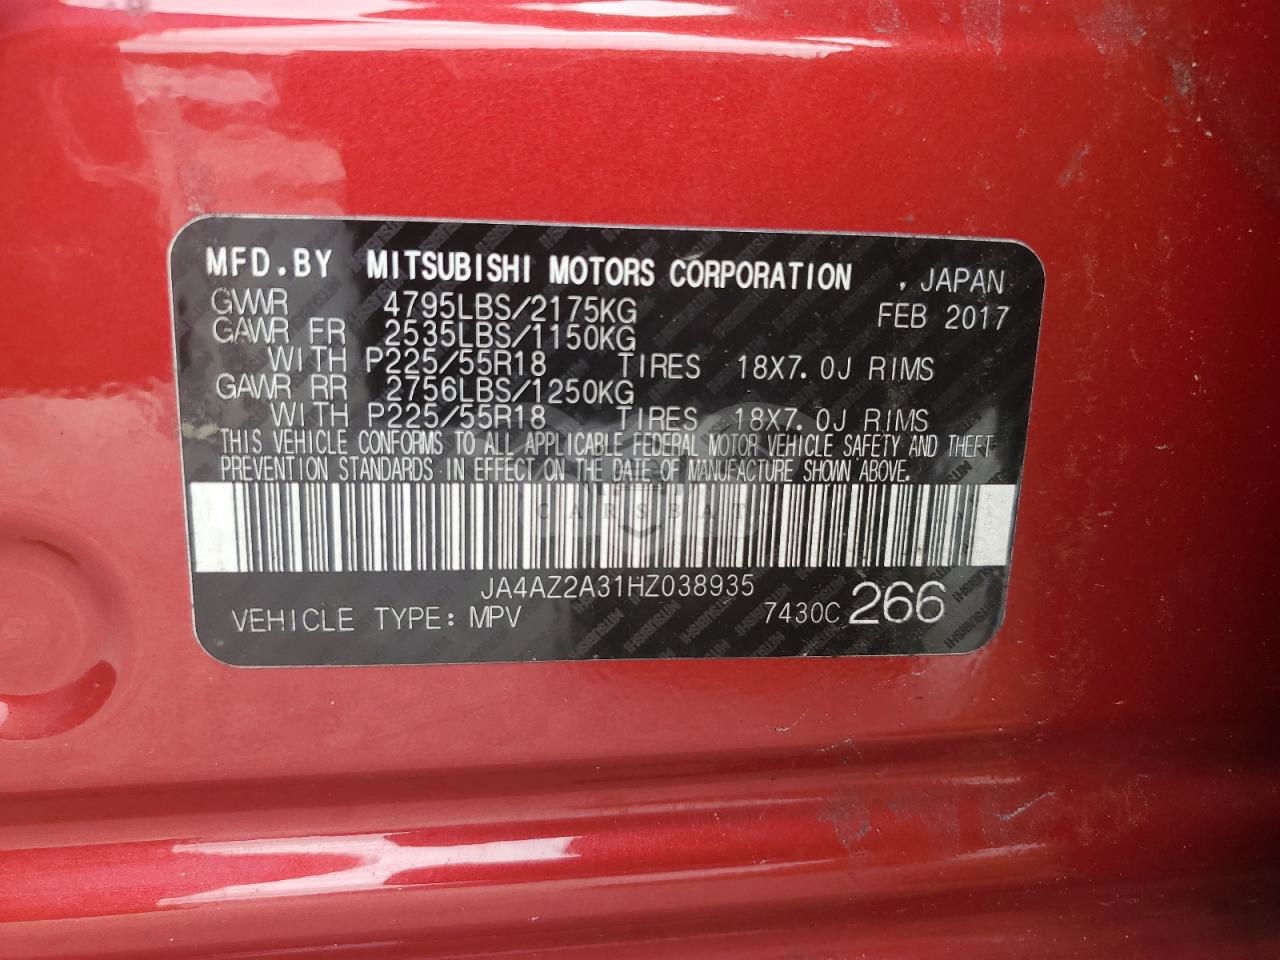 MFD.BY MITSUBISHI MOTORS CORPORATION , JAPAN
GVWR 4795LBS/2175KG FEB 2017
GAWR FR 2535LBS/1150KG
WITH P225/55R18 TIRES 18X7.0J RIMS
GAWR RR 2756LBS/1250KG
WITH P225/55R18 TIRES 18X7.0J RIMS
THIS VEHICLE CONFORMS TO ALL APPLICABLE FEDERAL MOTOR VEHICLE SAFETY AND THEFT
PREVENTION STANDARDS IN EFFECT ON THE DATE OF MANUFACTURE SHOWN ABOVE.
CARSBAT
JA4AZ2A31HZ038935
VEHICLE TYPE: MPV 7430C 266